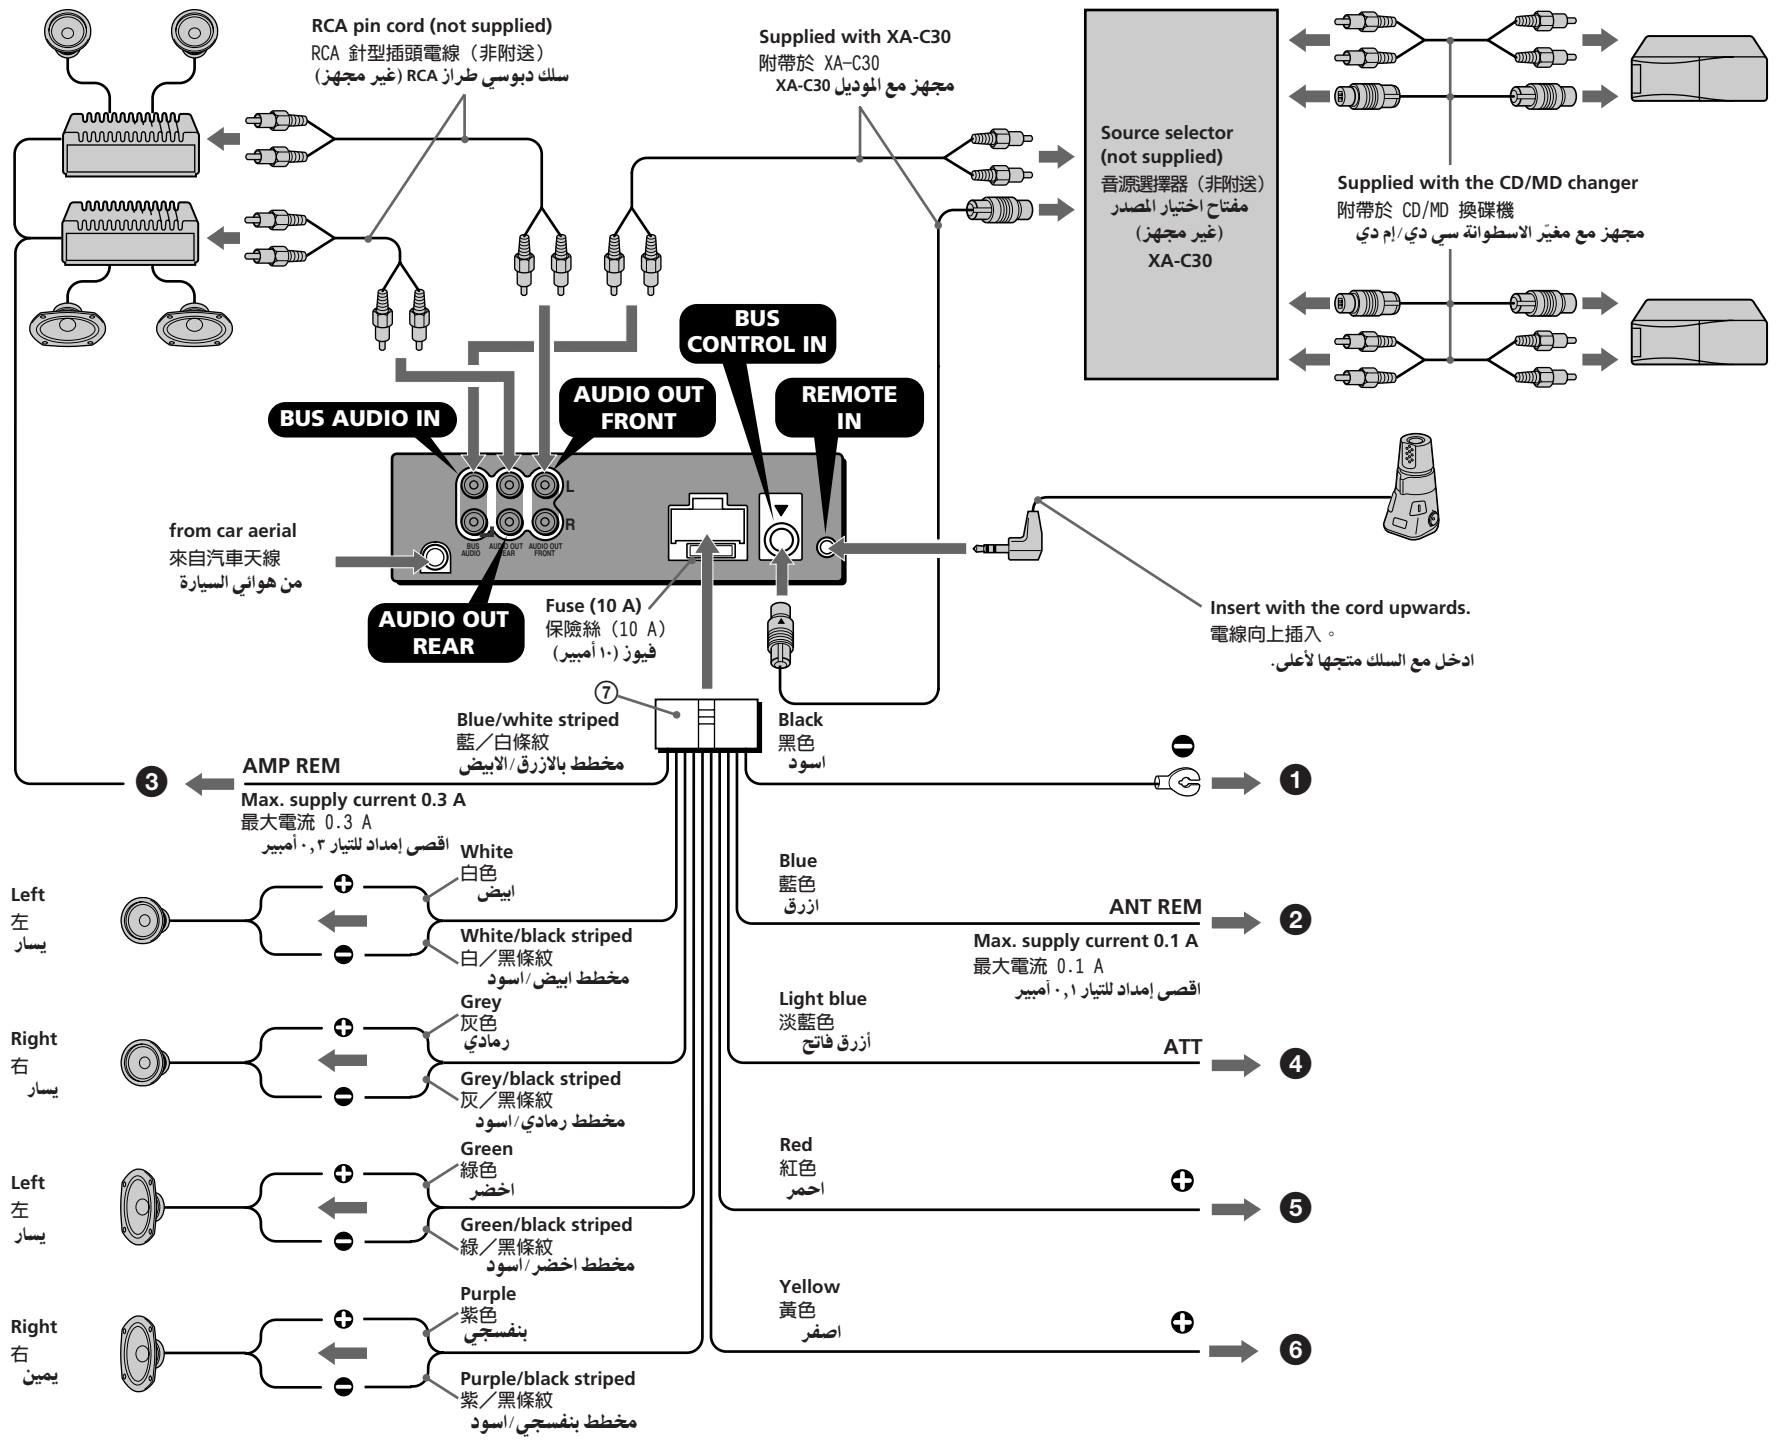 RCA pin cord (not supplied)
RCA 針型插頭電線（非附送）
سلك دبوسي طراز RCA (غير مجهز)
Supplied with XA-C30
附帶於 XA-C30
مجهز مع الموديل XA-C30
Source selector
(not supplied)
音源選擇器（非附送）
مفتاح اختيار المصدر
(غير مجهز)
XA-C30
Supplied with the CD/MD changer
附帶於 CD/MD 換碟機
مجهز مع مغيّر الاسطوانة سي دي/إم دي
BUS
CONTROL IN
BUS AUDIO IN
AUDIO OUT
FRONT
REMOTE
IN
L
R
BUS
AUDIO
AUDIO OUT
REAR
AUDIO OUT
FRONT
from car aerial
來自汽車天線
من هوائي السيارة
AUDIO OUT
REAR
Fuse (10 A)
保險絲（10 A）
فيوز (١٠ أمبير)
Insert with the cord upwards.
電線向上插入。
ادخل مع السلك متجها لأعلى.
⑦
Blue/white striped
藍／白條紋
مخطط بالازرق/الابيض
Black
黑色
اسود
❸
AMP REM
Max. supply current 0.3 A
最大電流 0.3 A
اقصى إمداد للتيار ٠,٣ أمبير
❶
White
白色
ابيض
Left
左
يسار
White/black striped
白／黑條紋
مخطط ابيض/اسود
Blue
藍色
ازرق
ANT REM
❷
Max. supply current 0.1 A
最大電流 0.1 A
اقصى إمداد للتيار ٠,١ أمبير
Grey
灰色
رمادي
Right
右
يسار
Grey/black striped
灰／黑條紋
مخطط رمادي/اسود
Light blue
淡藍色
أزرق فاتح
ATT
❹
Green
綠色
اخضر
Left
左
يسار
Green/black striped
綠／黑條紋
مخطط اخضر/اسود
Red
紅色
احمر
❺
Purple
紫色
بنفسجي
Right
右
يمين
Purple/black striped
紫／黑條紋
مخطط بنفسجي/اسود
Yellow
黃色
اصفر
❻